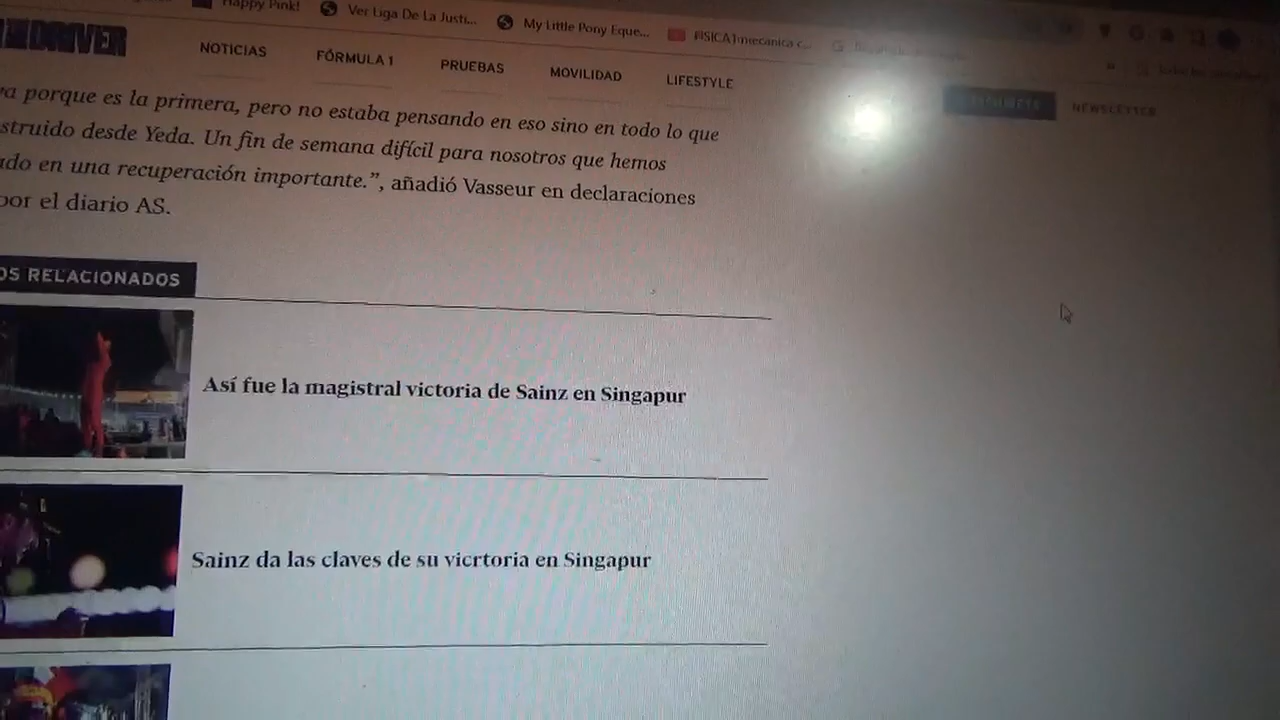 Happy Pink!
Ver Liga De La Justi...
My Little Pony Eque...
DRIVER
NOTICIAS
FÓRMULA 1
PRUEBAS
MOVILIDAD
LIFESTYLE
NEWSLETTER
porque es la primera, pero no estaba pensando en eso sino en todo lo que
struido desde Yeda. Un fin de semana difícil para nosotros que hemos
do en una recuperación importante.”, añadió Vasseur en declaraciones
por el diario AS.
OS RELACIONADOS
Así fue la magistral victoria de Sainz en Singapur
Sainz da las claves de su vicrtoria en Singapur